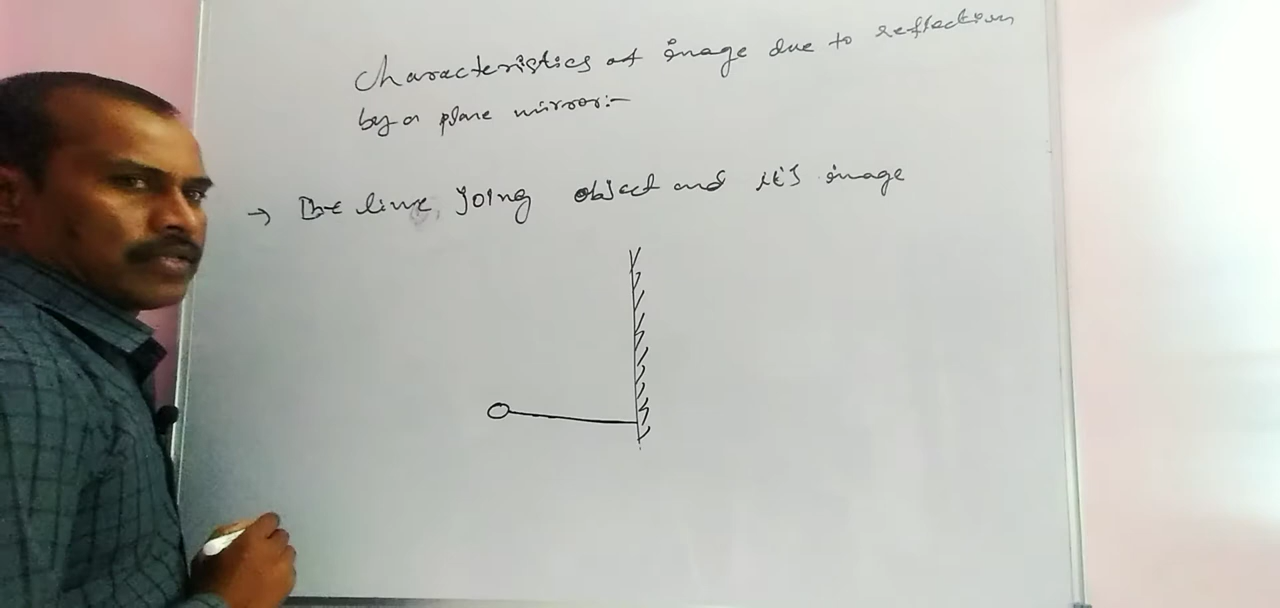 Characteristics of image due to reflection
by a plane mirror:-
→ The line joing object and it's image